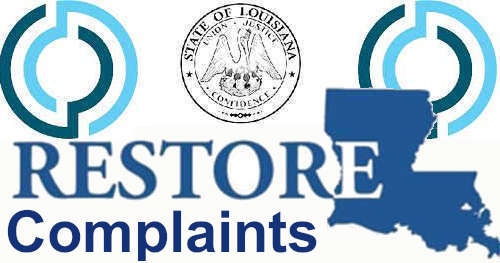 STATE OF LOUISIANA
UNION · JUSTICE
CONFIDENCE
RESTORE
Complaints